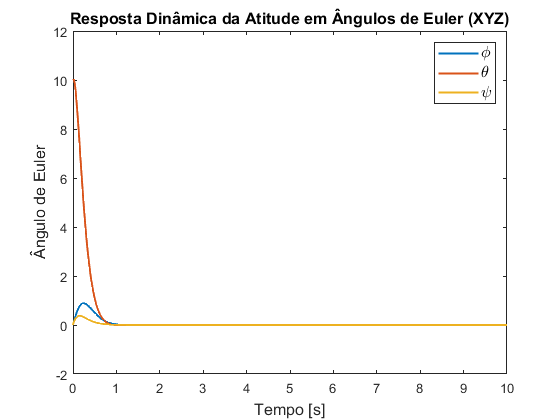 Resposta Dinâmica da Atitude em Ângulos de Euler (XYZ)
12
10
8
6
4
2
0
-2
Ângulo de Euler
ϕ
θ
ψ
0 1 2 3 4 5 6 7 8 9 10
Tempo [s]